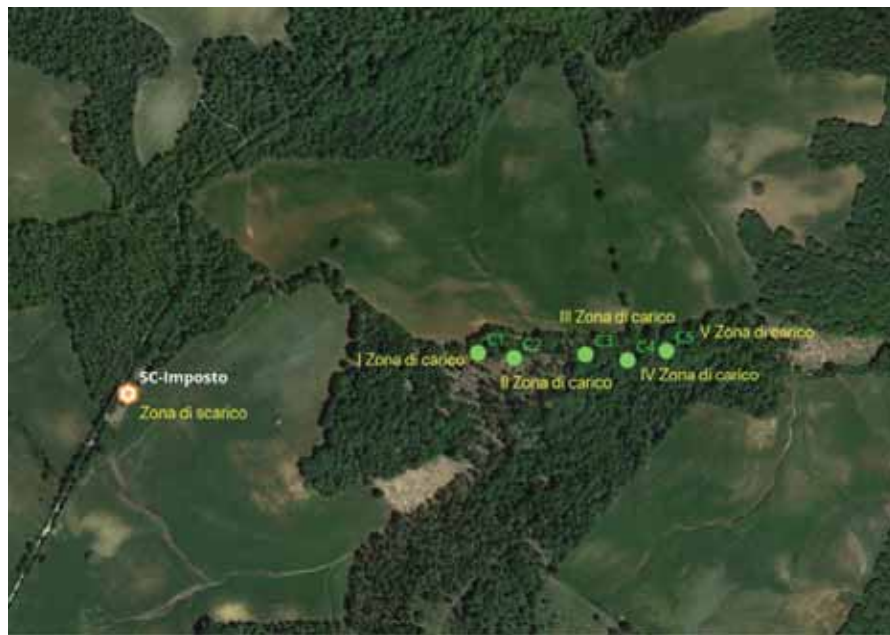 III Zona di carico
C1
C2
C3
C4
C5
V Zona di carico
I Zona di carico
II Zona di carico
IV Zona di carico
SC-Imposto
Zona di scarico